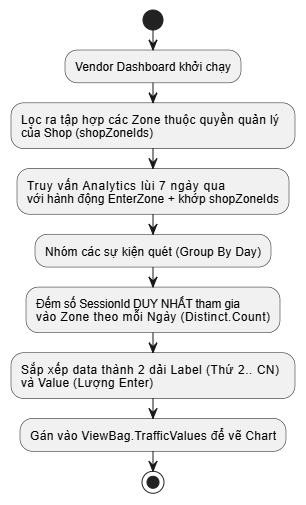 Vendor Dashboard khởi chạy
Lọc ra tập hợp các Zone thuộc quyền quản lý
của Shop (shopZoneIds)
Truy vấn Analytics lùi 7 ngày qua
với hành động EnterZone + khớp shopZoneIds
Nhóm các sự kiện quét (Group By Day)
Đếm số SessionId DUY NHẤT tham gia
vào Zone theo mỗi Ngày (Distinct.Count)
Sắp xếp data thành 2 dải Label (Thứ 2.. CN)
và Value (Lượng Enter)
Gán vào ViewBag.TrafficValues để vẽ Chart